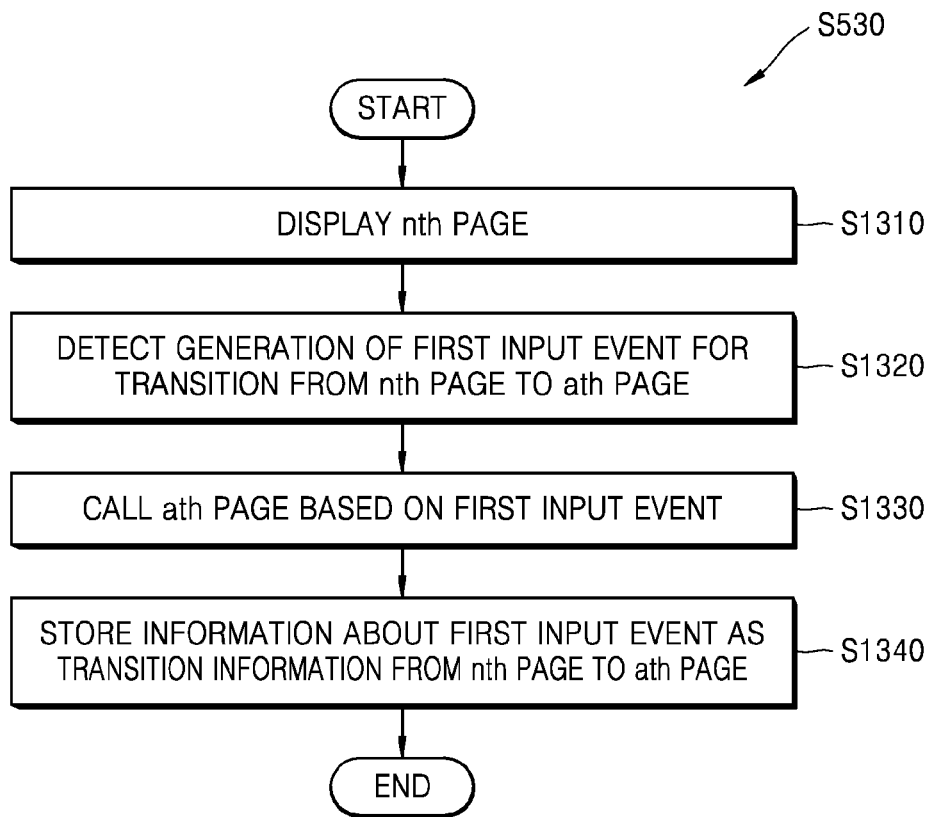 S530
START
DISPLAY nth PAGE
S1310
DETECT GENERATION OF FIRST INPUT EVENT FOR
TRANSITION FROM nth PAGE TO ath PAGE
S1320
CALL ath PAGE BASED ON FIRST INPUT EVENT
S1330
STORE INFORMATION ABOUT FIRST INPUT EVENT AS
TRANSITION INFORMATION FROM nth PAGE TO ath PAGE
S1340
END